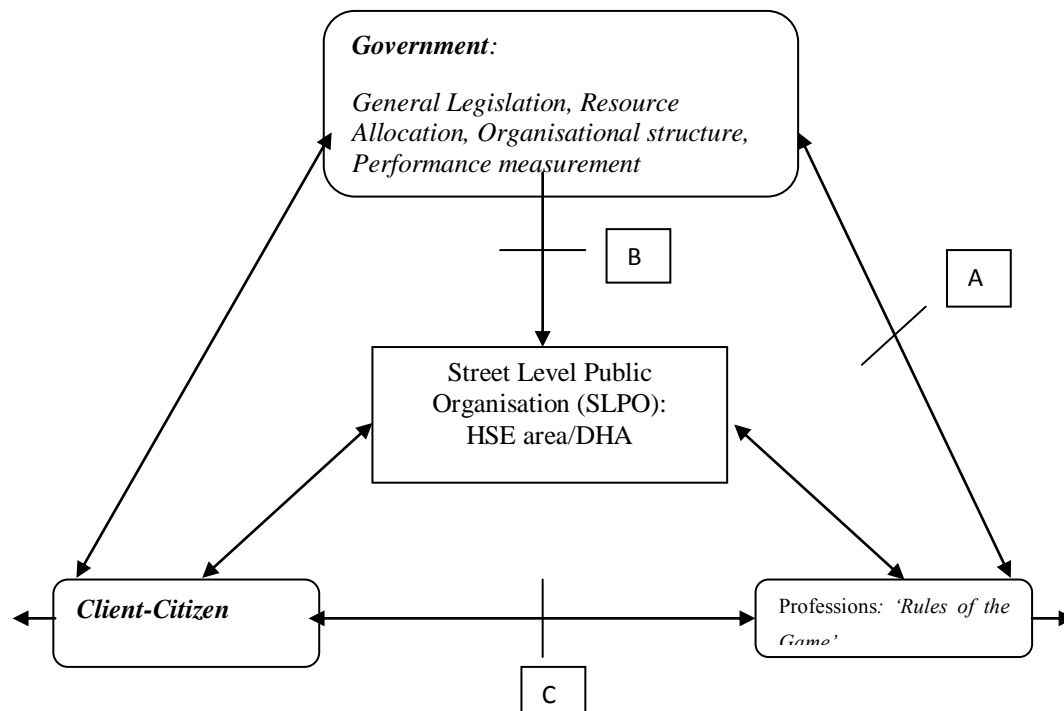 Government:
General Legislation, Resource
Allocation, Organisational structure,
Performance measurement
B
A
Street Level Public
Organisation (SLPO):
HSE area/DHA
Client-Citizen
Professions: ‘Rules of the
Game’
C